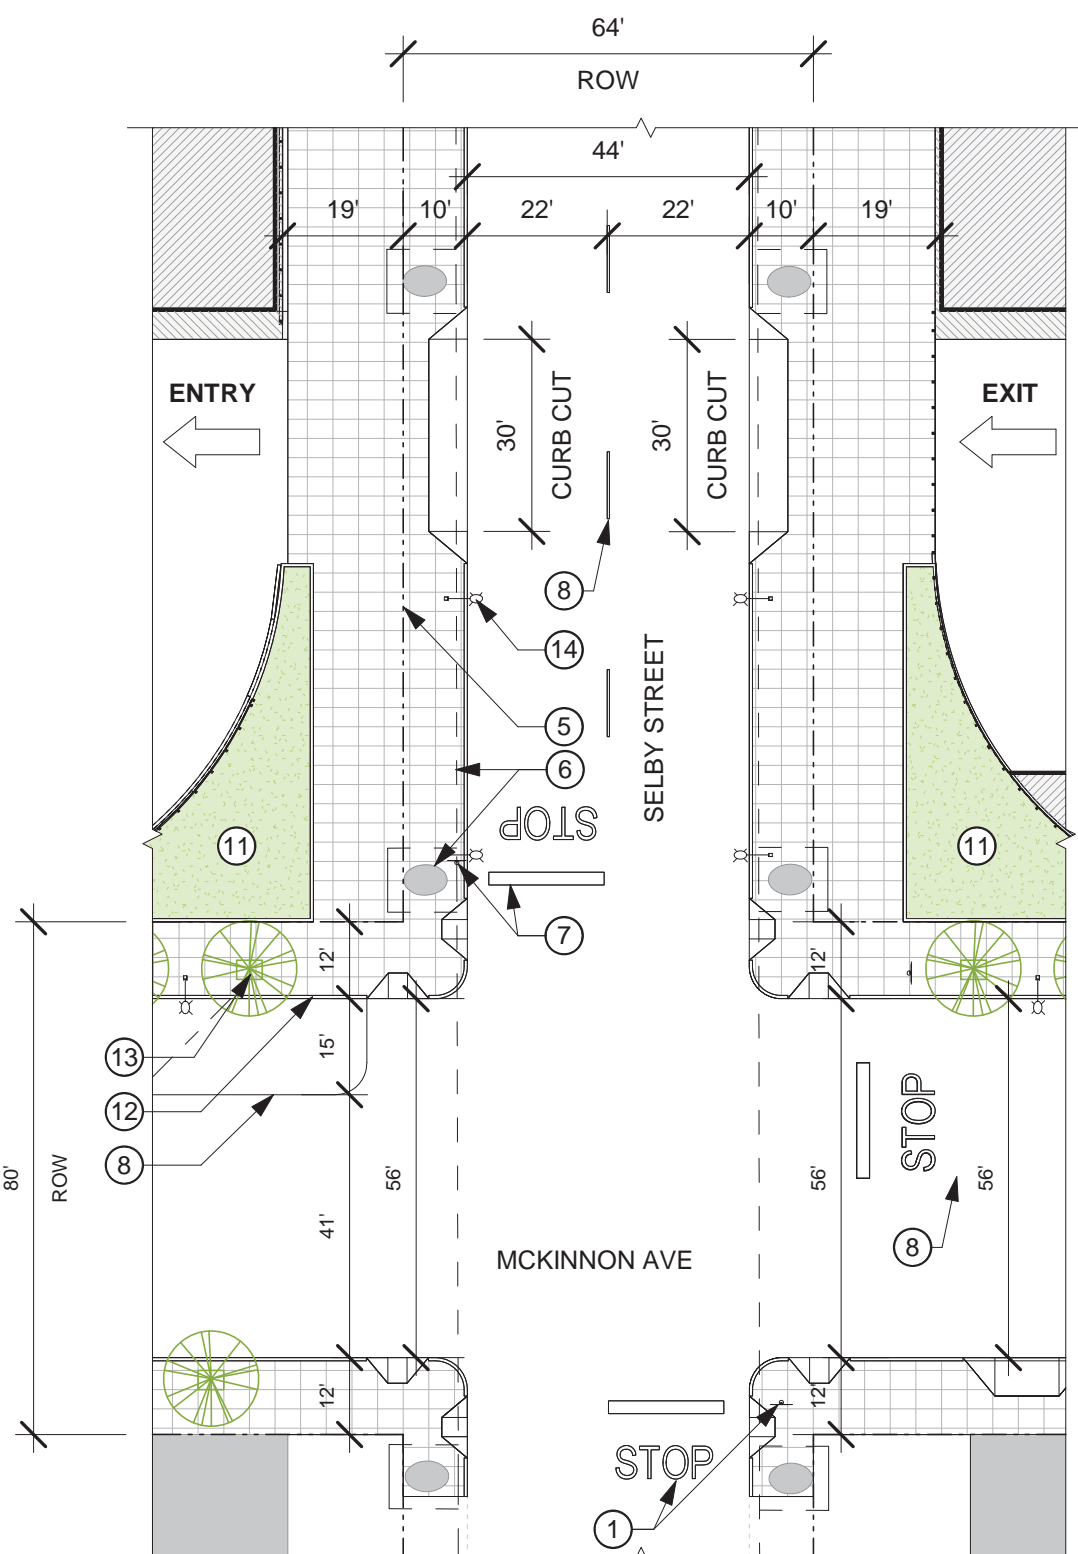 64'
ROW
44'
19' 10' 22' 22' 10' 19'
ENTRY
EXIT
30'
CURB CUT
30'
CURB CUT
8
14
SELBY STREET
5
6
STOP
11
11
7
12'
12'
13
15'
12
8
80'
ROW
56'
41'
56'
STOP
56'
8
MCKINNON AVE
12'
12'
STOP
1